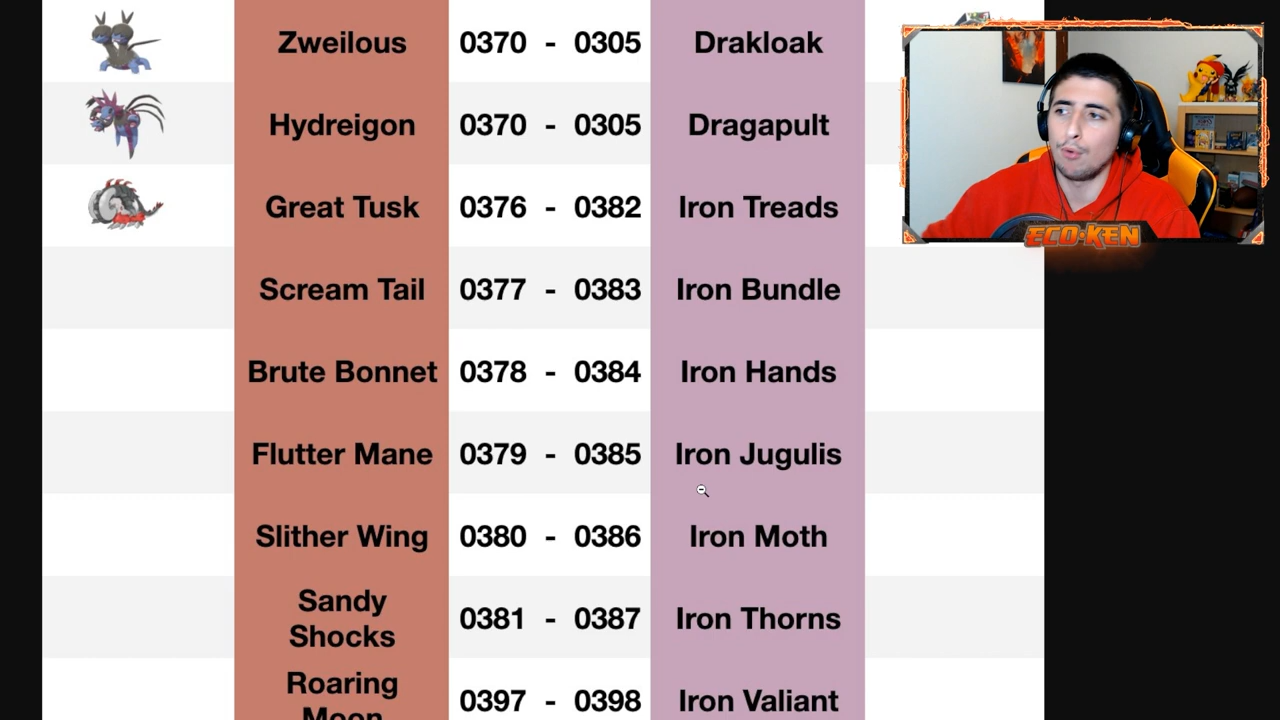 Zweilous 0370 - 0305 Drakloak
Hydreigon 0370 - 0305 Dragapult
Great Tusk 0376 - 0382 Iron Treads
Scream Tail 0377 - 0383 Iron Bundle
Brute Bonnet 0378 - 0384 Iron Hands
Flutter Mane 0379 - 0385 Iron Jugulis
Slither Wing 0380 - 0386 Iron Moth
Sandy
Shocks 0381 - 0387 Iron Thorns
Roaring
Moon 0397 - 0398 Iron Valiant
ECO-KEN